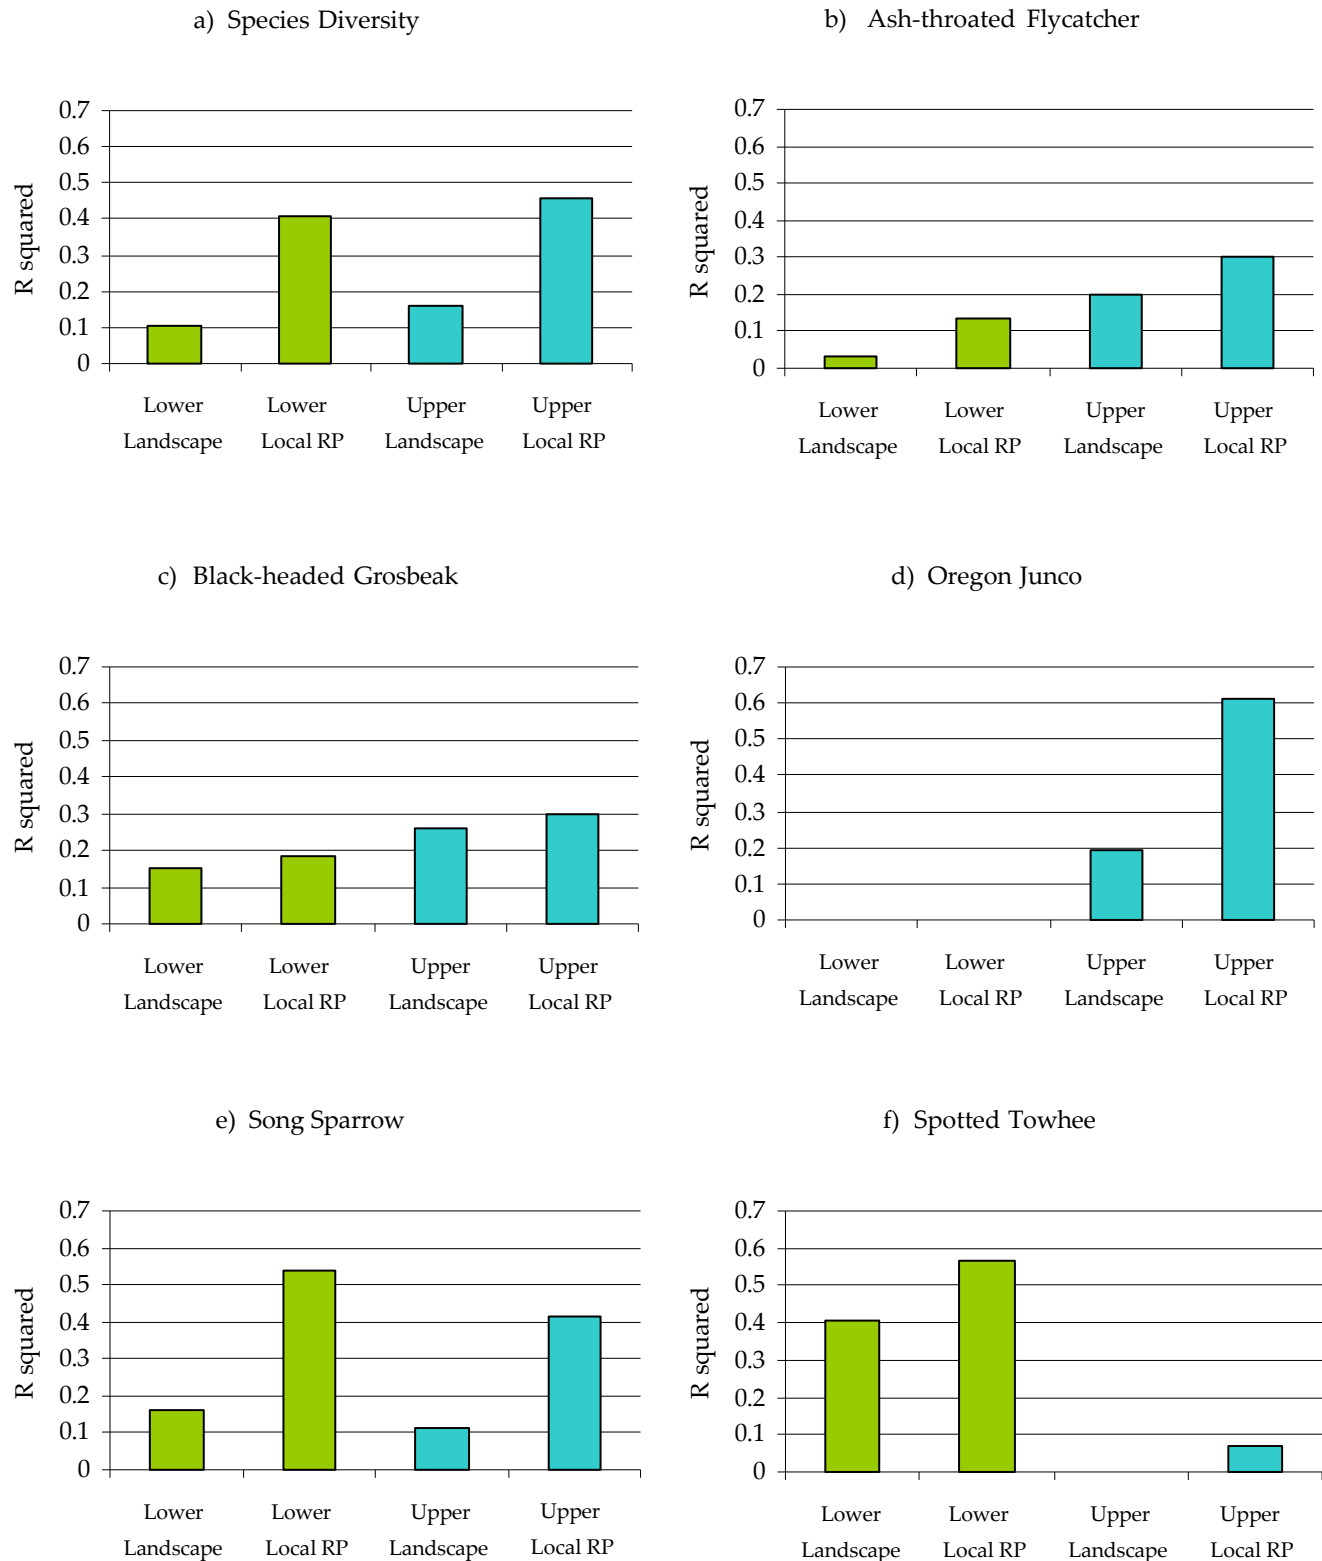 a) Species Diversity
R squared
0.7
0.6
0.5
0.4
0.3
0.2
0.1
0
Lower Landscape
Lower Local RP
Upper Landscape
Upper Local RP
b) Ash-throated Flycatcher
R squared
0.7
0.6
0.5
0.4
0.3
0.2
0.1
0
Lower Landscape
Lower Local RP
Upper Landscape
Upper Local RP
c) Black-headed Grosbeak
R squared
0.7
0.6
0.5
0.4
0.3
0.2
0.1
0
Lower Landscape
Lower Local RP
Upper Landscape
Upper Local RP
d) Oregon Junco
R squared
0.7
0.6
0.5
0.4
0.3
0.2
0.1
0
Lower Landscape
Lower Local RP
Upper Landscape
Upper Local RP
e) Song Sparrow
R squared
0.7
0.6
0.5
0.4
0.3
0.2
0.1
0
Lower Landscape
Lower Local RP
Upper Landscape
Upper Local RP
f) Spotted Towhee
R squared
0.7
0.6
0.5
0.4
0.3
0.2
0.1
0
Lower Landscape
Lower Local RP
Upper Landscape
Upper Local RP